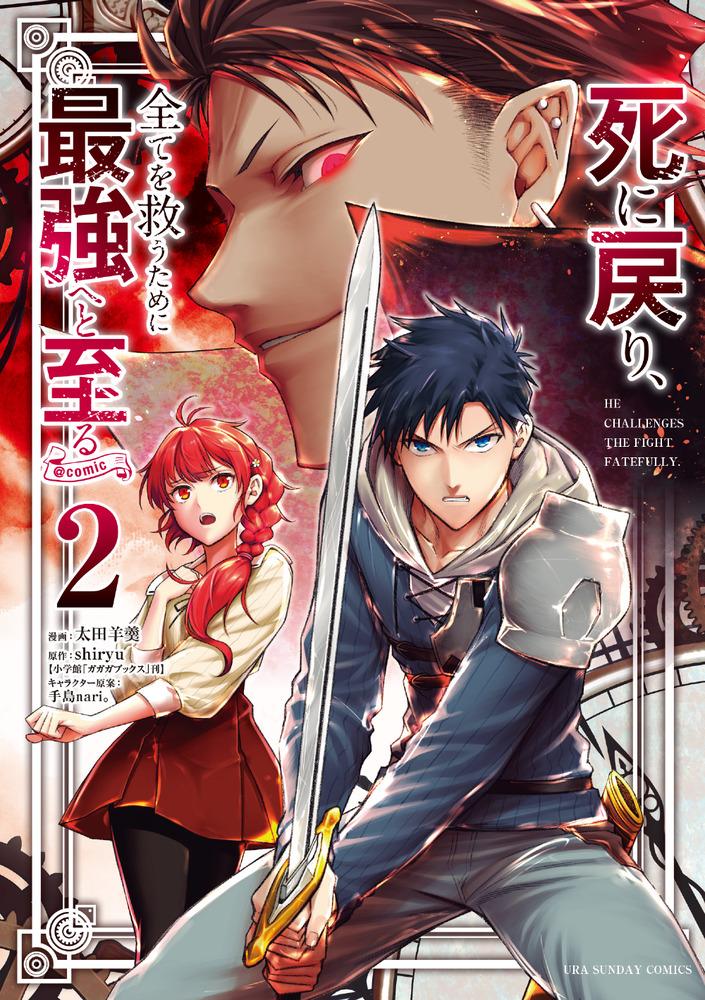 死に戻り、
全てを救うために
最強へと至る
@comic
2
HE
CHALLENGES
THE FIGHT
FATEFULLY.
漫画:太田羊羹
原作:shiryu
【小学館「ガガガブックス」刊】
キャラクター原案:
手島nari。
URA SUNDAY COMICS